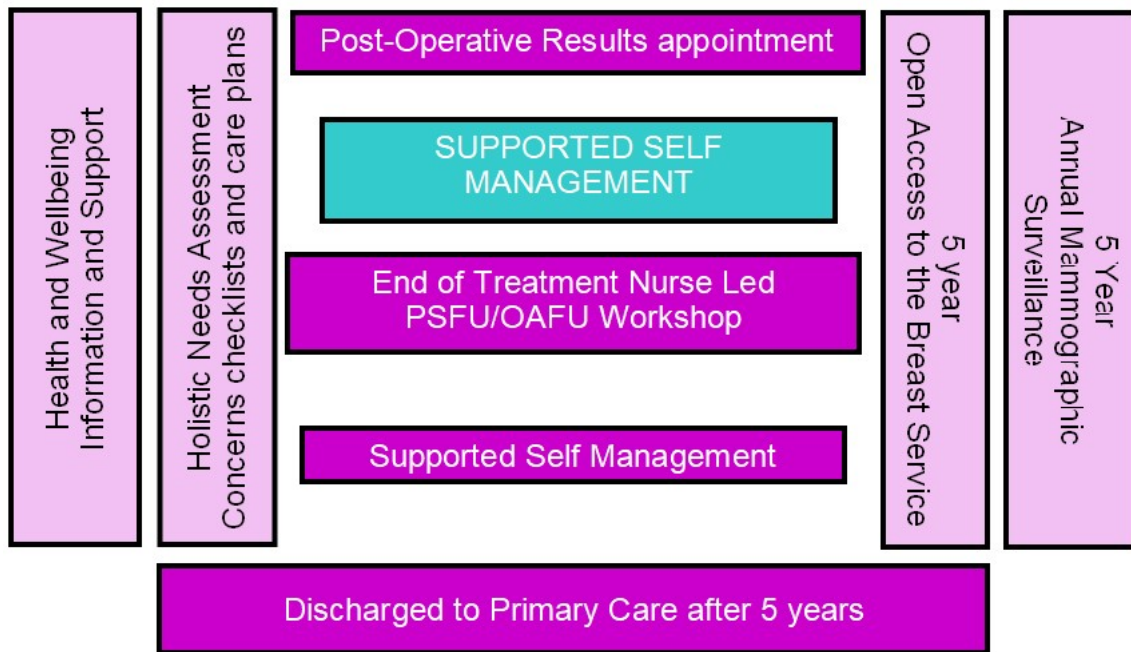 Health and Wellbeing
Information and Support
Holistic Needs Assessment
Concerns checklists and care plans
Post-Operative Results appointment
SUPPORTED SELF
MANAGEMENT
End of Treatment Nurse Led
PSFU/OAFU Workshop
Supported Self Management
5 year
Open Access to the Breast Service
5 Year
Annual Mammographic
Surveillance
Discharged to Primary Care after 5 years